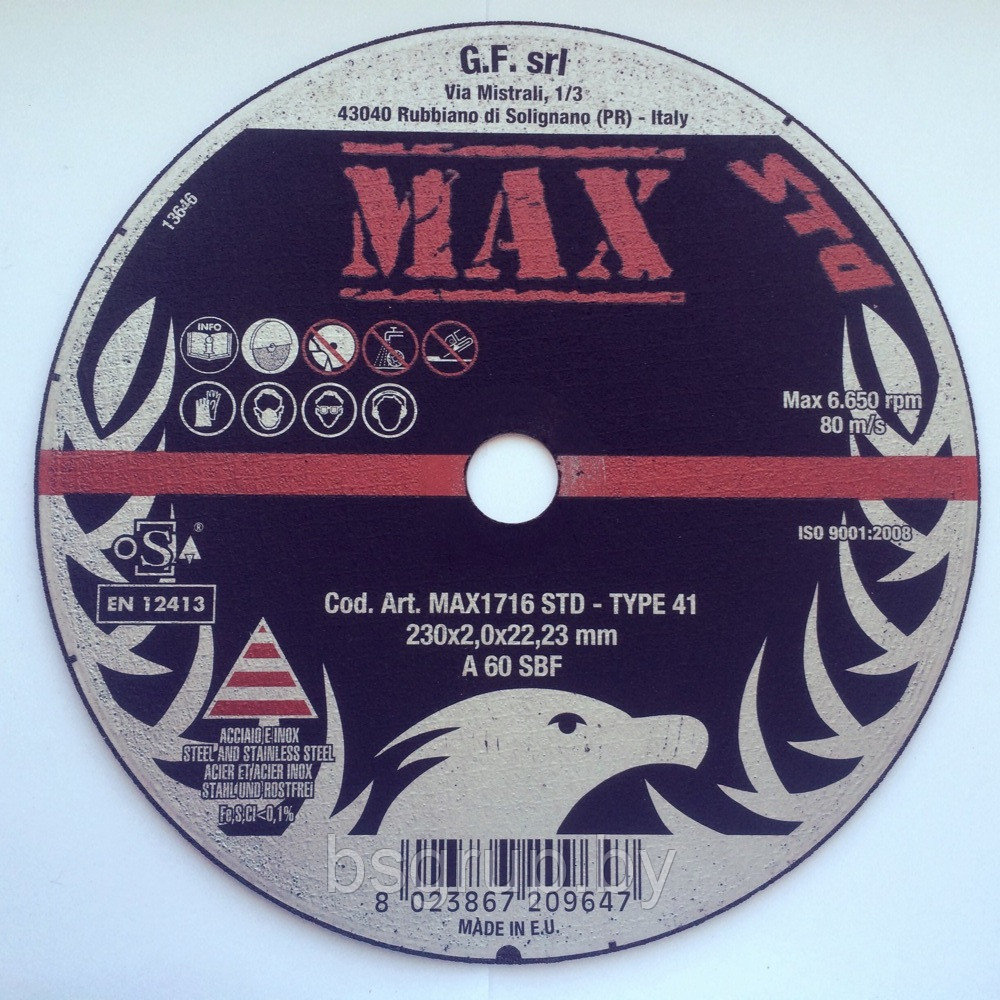 G.F. srl
Via Mistrali, 1/3
43040 Rubbiano di Solignano (PR) - Italy
MAX
STD
13646
INFO
Max 6.650 rpm
80 m/s
oSA®
EN 12413
ISO 9001:2008
Cod. Art. MAX1716 STD - TYPE 41
230x2,0x22,23 mm
A 60 SBF
ACCIAIO E INOX
STEEL AND STAINLESS STEEL
ACIER ET/ACIER INOX
STAHL UND ROSTFREI
Fe,S,Cl<0,1%
bsgrup.by
8 023867 209647
MADE IN E.U.